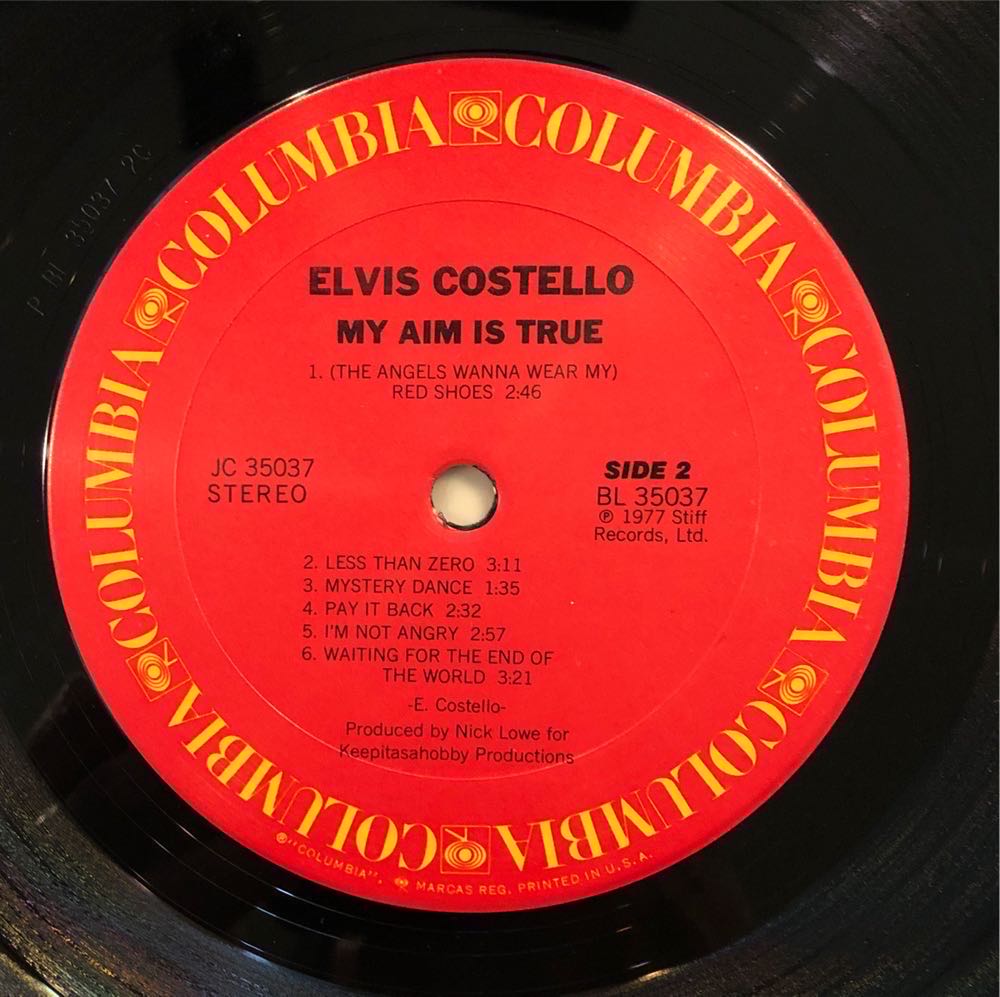 COLUMBIA COLUMBIA COLUMBIA COLUMBIA COLUMBIA COLUMBIA
ELVIS COSTELLO
MY AIM IS TRUE
1. (THE ANGELS WANNA WEAR MY)
RED SHOES 2:46
JC 35037
STEREO
SIDE 2
BL 35037
℗ 1977 Stiff
Records, Ltd.
2. LESS THAN ZERO 3:11
3. MYSTERY DANCE 1:35
4. PAY IT BACK 2:32
5. I'M NOT ANGRY 2:57
6. WAITING FOR THE END OF
THE WORLD 3:21
-E. Costello-
Produced by Nick Lowe for
Keepitasahobby Productions
®"COLUMBIA", MARCAS REG. PRINTED IN U.S.A.
P BL 35037 2C